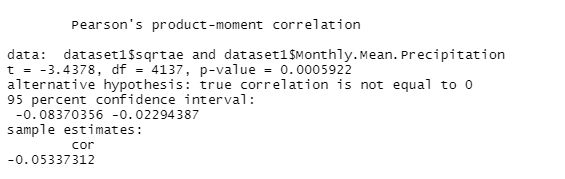 Pearson's product-moment correlation
data:  dataset1$sqrtae and dataset1$Monthly.Mean.Precipitation
t = -3.4378, df = 4137, p-value = 0.0005922
alternative hypothesis: true correlation is not equal to 0
95 percent confidence interval:
-0.08370356 -0.02294387
sample estimates:
cor
-0.05337312